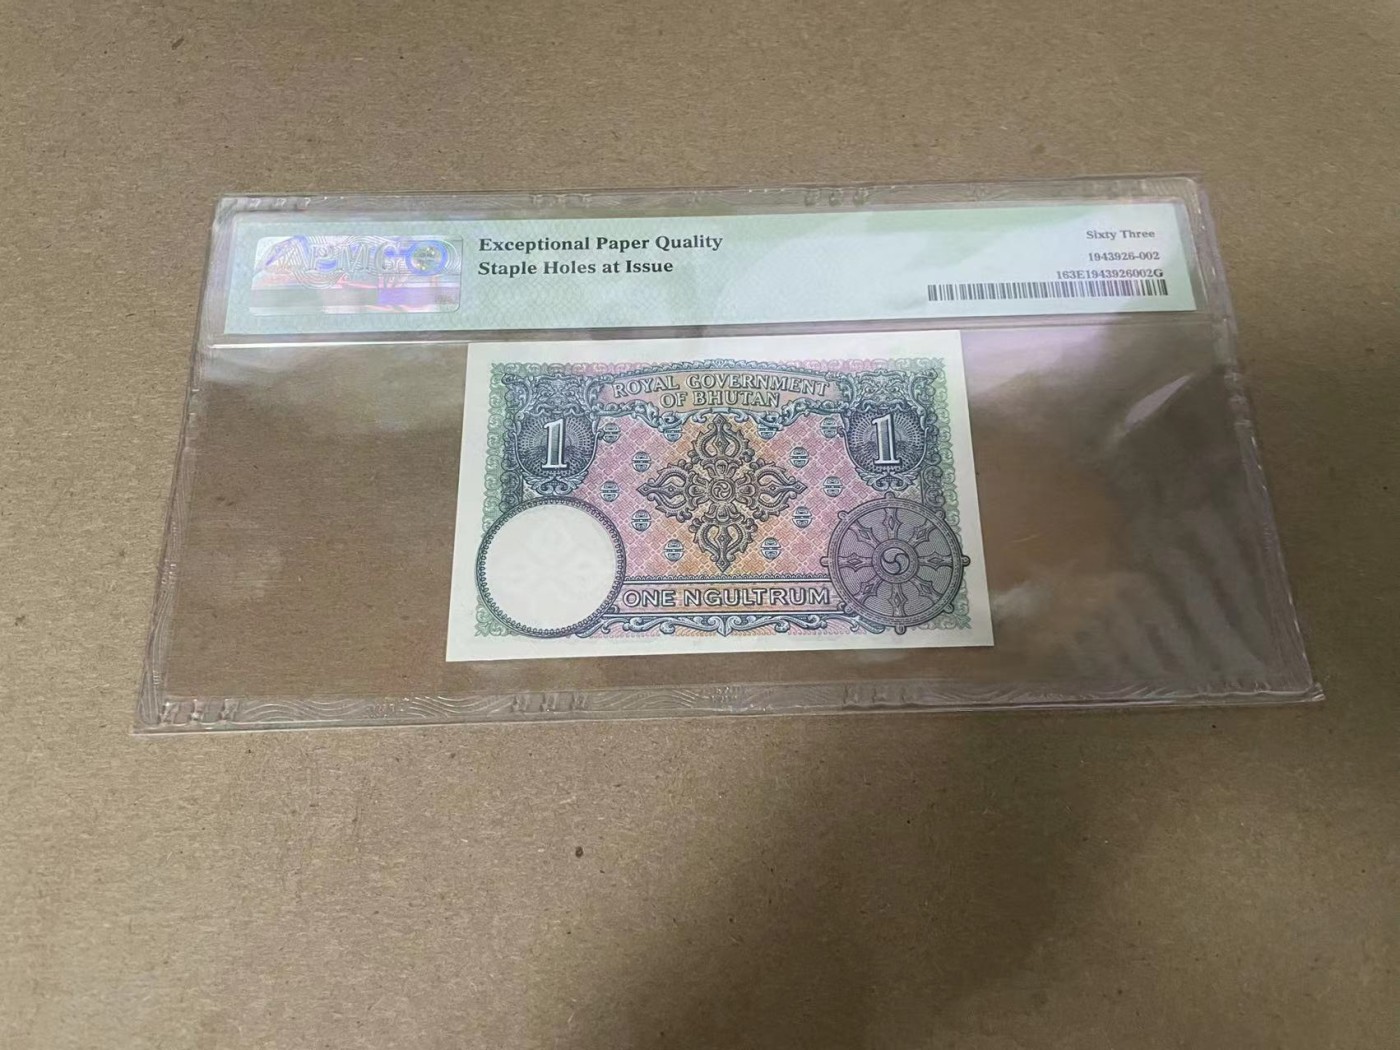 PMG
Exceptional Paper Quality
Staple Holes at Issue
Sixty Three
1943926-002
163E1943926002G
ROYAL GOVERNMENT
OF BHUTAN
1
1
ONE NGULTRUM